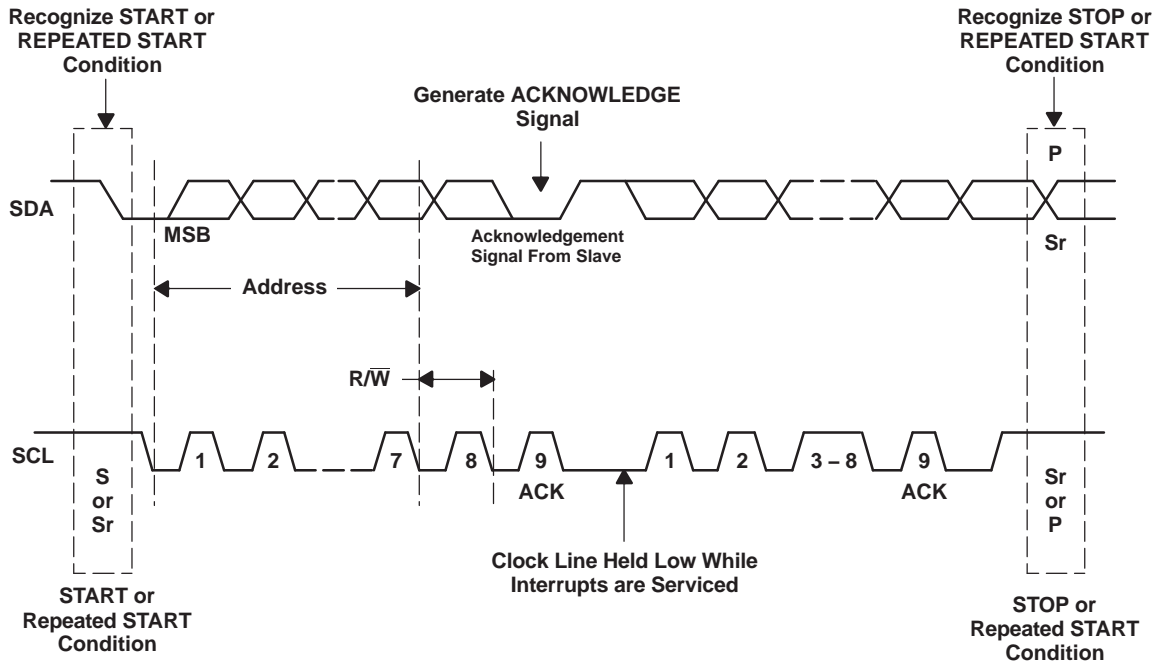 Recognize START or
REPEATED START
Condition
Recognize STOP or
REPEATED START
Condition
Generate ACKNOWLEDGE
Signal
P
SDA
MSB
Acknowledgement
Signal From Slave
Sr
Address
R/W̅
SCL
1
2
7
8
9
1
2
3 – 8
9
ACK
ACK
S
or
Sr
Sr
or
P
Clock Line Held Low While
Interrupts are Serviced
START or
Repeated START
Condition
STOP or
Repeated START
Condition